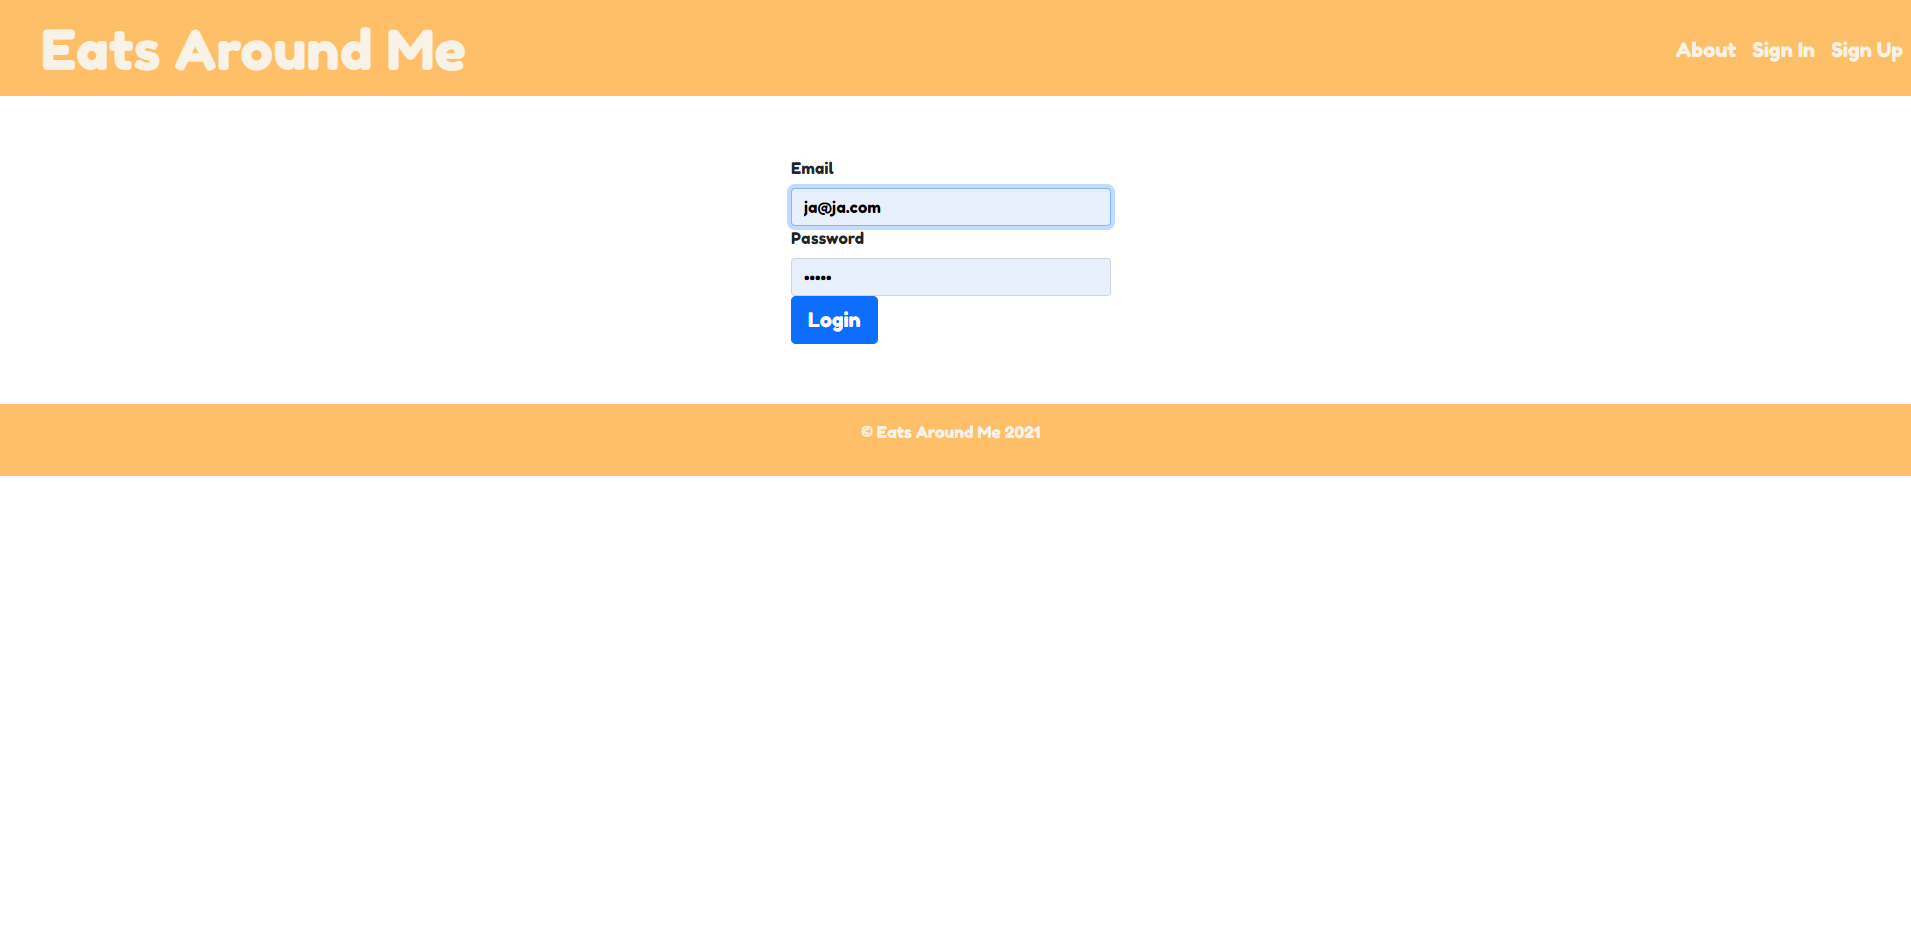 Eats Around Me
About Sign In Sign Up
Email
ja@ja.com
Password
•••••
Login
© Eats Around Me 2021